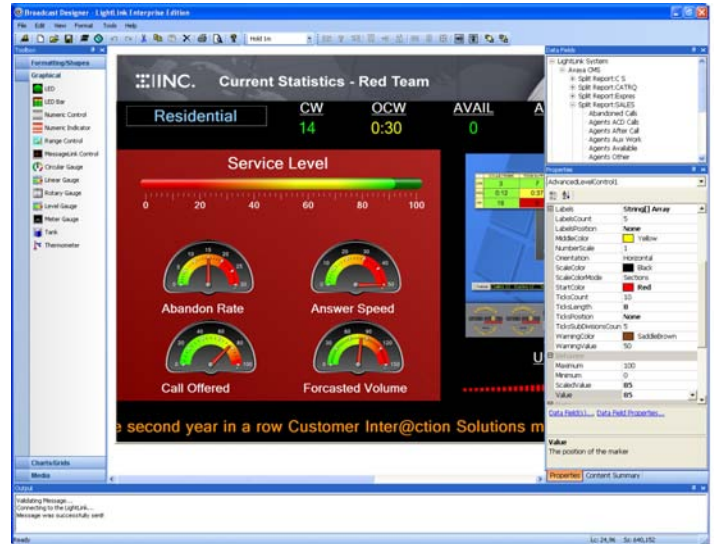 Broadcast Designer - LightLink Enterprise Edition
File Edit View Format Tools Help
Hold 1m
Toolbox
Formatting/Shapes
Graphical
LED
LED Bar
Numeric Control
Numeric Indicator
Range Control
MessageLink Control
Circular Gauge
Linear Gauge
Rotary Gauge
Level Gauge
Meter Gauge
Tank
Thermometer
Charts/Grids
Media
INC. Current Statistics - Red Team
Residential
CW OCW AVAIL A
14 0:30 0
Service Level
0 20 40 60 80 100
Abandon Rate Answer Speed
Call Offered Forcasted Volume
U
e second year in a row Customer Inter@ction Solutions m
Data Fields
LightLink System
Avaya CMS
Split Report:C S
Split Report:CATRQ
Split Report:Expres
Split Report:SALES
Abandoned Calls
Agents ACD Calls
Agents After Call
Agents Aux Work
Agents Available
Agents Other
Properties
AdvancedLevelControl1
Labels String[] Array
LabelsCount 5
LabelsPosition None
MiddleColor Yellow
NumberScale 1
Orientation Horizontal
ScaleColor Black
ScaleColorMode Sections
StartColor Red
TicksCount 10
TicksLength 8
TicksPosition None
TicksSubDivisionsCoun 5
WarningColor SaddleBrown
WarningValue 50
Maximum 100
Minimum 0
ScaledValue 85
Value 85
Data Field(s)... Data Field Properties...
Value
The position of the marker
Properties Content Summary
Output
Validating Message...
Connecting to the LightLink...
Message was successfully sent!
Ready
Lc: 24,96 Sz: 640,152